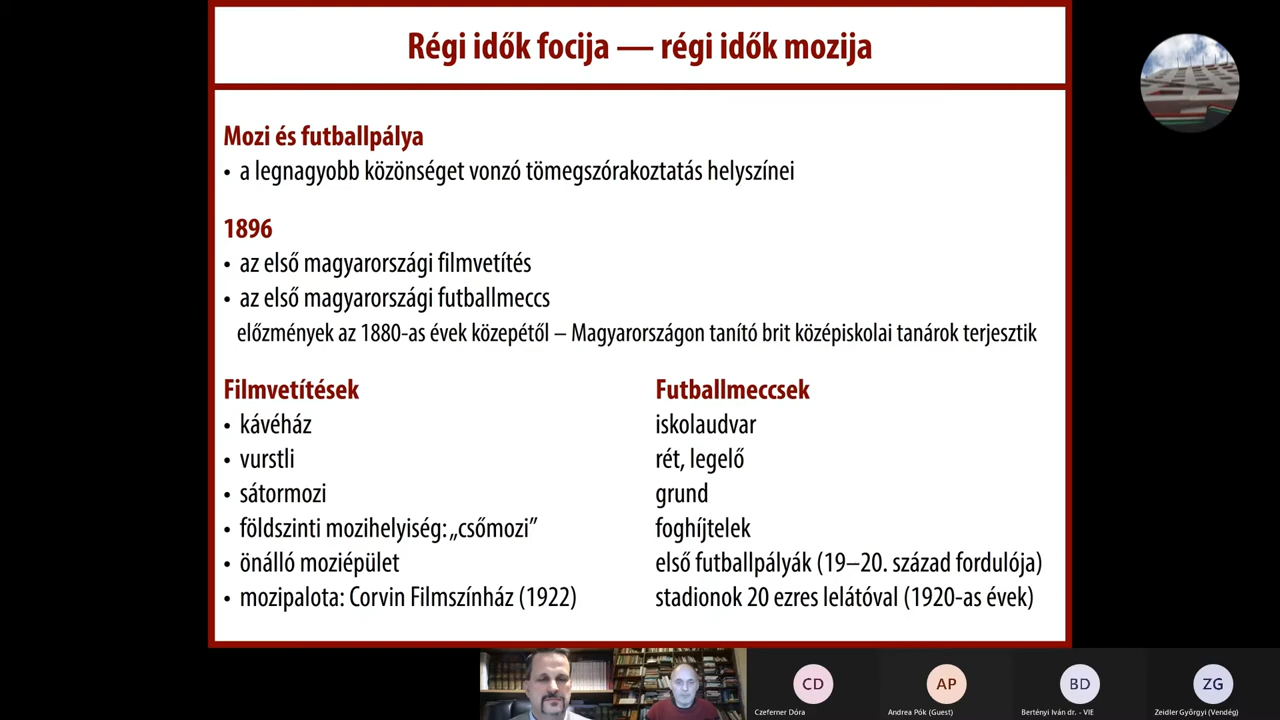 Régi idők focija — régi idők mozija
Mozi és futballpálya
• a legnagyobb közönséget vonzó tömegszórakoztatás helyszínei
1896
• az első magyarországi filmvetítés
• az első magyarországi futballmeccs
előzmények az 1880-as évek közepétől – Magyarországon tanító brit középiskolai tanárok terjesztik
Filmvetítések
• kávéház
• vurstli
• sátormozi
• földszinti mozihelyiség: „csőmozi”
• önálló moziépület
• mozipalota: Corvin Filmszínház (1922)
Futballmeccsek
iskolaudvar
rét, legelő
grund
foghíjtelek
első futballpályák (19–20. század fordulója)
stadionok 20 ezres lelátóval (1920-as évek)
CD
Czeferner Dóra
AP
Andrea Pók (Guest)
BD
Bertényi Iván dr. - VIE
ZG
Zeidler Györgyi (Vendég)